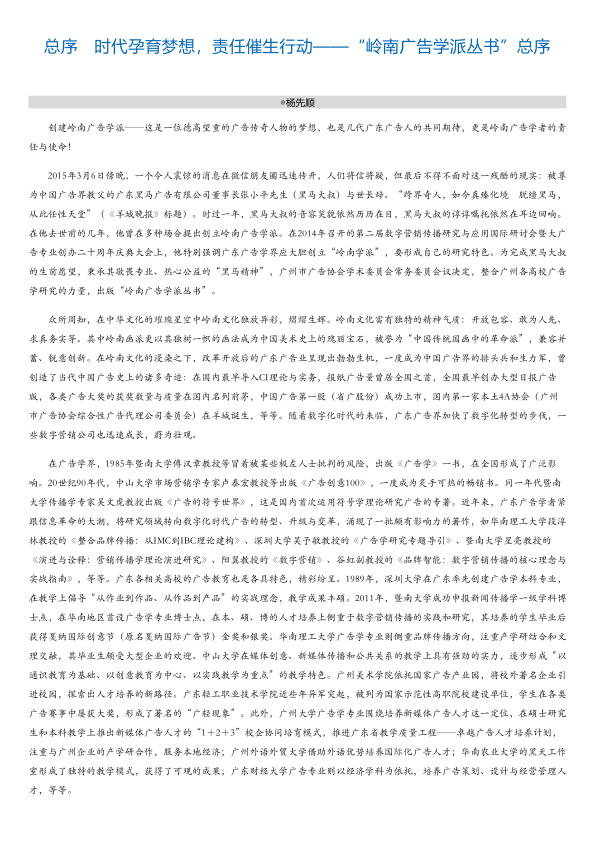 总序　时代孕育梦想，责任催生行动——“岭南广告学派丛书”总序
●杨先顺
创建岭南广告学派——这是一位德高望重的广告传奇人物的梦想，也是几代广东广告人的共同期待，更是岭南广告学者的责
任与使命！
2015年3月6日傍晚，一个令人震惊的消息在微信朋友圈迅速传开，人们将信将疑，但最后不得不面对这一残酷的现实：被尊
为中国广告界教父的广东黑马广告有限公司董事长张小平先生（黑马大叔）与世长辞。“跨界奇人，如今真臻化境　脱缰黑马，
从此任性天堂”（《羊城晚报》标题）。时过一年，黑马大叔的音容笑貌依然历历在目，黑马大叔的谆谆嘱托依然在耳边回响。
在他去世前的几年，他曾在多种场合提出创立岭南广告学派。在2014年召开的第二届数字营销传播研究与应用国际研讨会暨大广
告专业创办二十周年庆典大会上，他特别强调广东广告学界应大胆创立“岭南学派”，要形成自己的研究特色。为完成黑马大叔
的生前愿望，秉承其敬畏专业、热心公益的“黑马精神”，广州市广告协会学术委员会常务委员会议决定，整合广州各高校广告
学研究的力量，出版“岭南广告学派丛书”。
众所周知，在中华文化的璀璨星空中岭南文化独放异彩，熠熠生辉。岭南文化富有独特的精神气质：开放包容、敢为人先、
求真务实等。其中岭南画派更以其独树一帜的画法成为中国美术史上的瑰丽宝石，被誉为“中国传统国画中的革命派”，兼容并
蓄、锐意创新。在岭南文化的浸染之下，改革开放后的广东广告业呈现出勃勃生机，一度成为中国广告界的排头兵和生力军，曾
创造了当代中国广告史上的诸多奇迹：在国内最早导入CI理论与实务，报纸广告量曾居全国之首，全国最早创办大型日报广告
版，各类广告大奖的获奖数量与质量在国内名列前茅，中国广告第一股（省广股份）成功上市，国内第一家本土4A协会（广州
市广告协会综合性广告代理公司委员会）在羊城诞生，等等。随着数字化时代的来临，广东广告界加快了数字化转型的步伐，一
些数字营销公司也迅速成长，蔚为壮观。
在广告学界，1985年暨南大学傅汉章教授等冒着被某些极左人士批判的风险，出版《广告学》一书，在全国形成了广泛影
响。20世纪90年代，中山大学市场营销学专家卢泰宏教授等出版《广告创意100》，一度成为炙手可热的畅销书。同一年代暨南
大学传播学专家吴文虎教授出版《广告的符号世界》，这是国内首次运用符号学理论研究广告的专著。近年来，广东广告学者紧
跟信息革命的大潮，将研究领域转向数字化时代广告的转型、升级与变革，涌现了一批颇有影响力的著作，如华南理工大学段淳
林教授的《整合品牌传播：从IMC到IBC理论建构》、深圳大学吴予敏教授的《广告学研究专题导引》、暨南大学星亮教授的
《演进与诠释：营销传播学理论演进研究》、阳翼教授的《数字营销》、谷虹副教授的《品牌智能：数字营销传播的核心理念与
实战指南》，等等。广东各相关高校的广告教育也是各具特色，精彩纷呈。1989年，深圳大学在广东率先创建广告学本科专业，
在教学上倡导“从作业到作品、从作品到产品”的实战理念，教学成果丰硕。2011年，暨南大学成功申报新闻传播学一级学科博
士点，在华南地区首设广告学专业博士点，在本、硕、博的人才培养上侧重于数字营销传播的实践和研究，其培养的学生毕业后
获得戛纳国际创意节（原名戛纳国际广告节）金奖和银奖。华南理工大学广告学专业则侧重品牌传播方向，注重产学研结合和文
理交融，其毕业生颇受大型企业的欢迎。中山大学在媒体创意、新媒体传播和公共关系的教学上具有强劲的实力，逐步形成“以
通识教育为基础、以创意教育为中心、以实践教学为重点”的教学特色。广州美术学院依托国家广告产业园，将校外著名企业引
进校园，探索出人才培养的新路径。广东轻工职业技术学院近些年异军突起，被列为国家示范性高职院校建设单位，学生在各类
广告赛事中屡获大奖，形成了著名的“广轻现象”。此外，广州大学广告学专业围绕培养新媒体广告人才这一定位，在硕士研究
生和本科教学上推出新媒体广告人才的“1+2+3”校企协同培育模式，推进广东省教学质量工程——卓越广告人才培养计划，
注重与广州企业的产学研合作，服务本地经济；广州外语外贸大学借助外语优势培养国际化广告人才；华南农业大学的黑天工作
室形成了独特的教学模式，获得了可观的成果；广东财经大学广告专业则以经济学科为依托，培养广告策划、设计与经营管理人
才，等等。